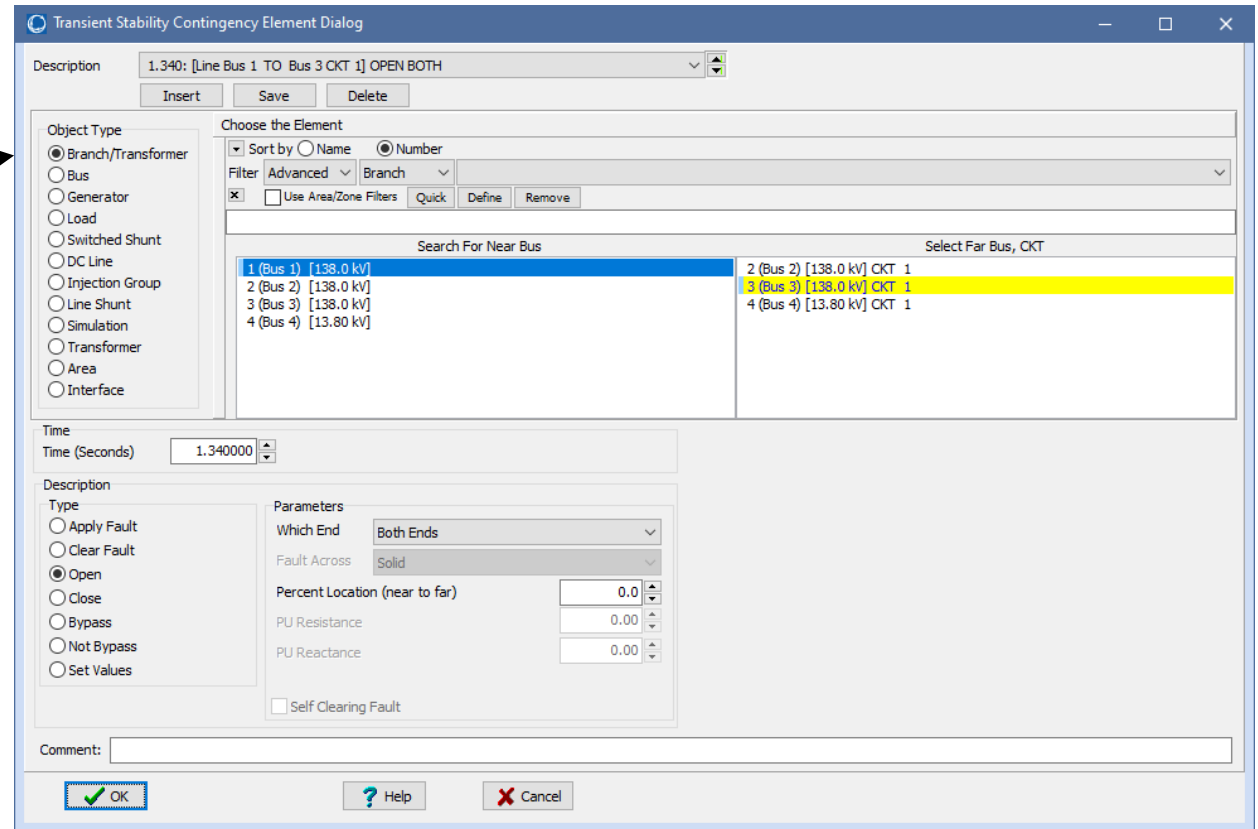 Transient Stability Contingency Element Dialog
Description 1.340: [Line Bus 1 TO Bus 3 CKT 1] OPEN BOTH
Insert Save Delete
Object Type
Branch/Transformer
Bus
Generator
Load
Switched Shunt
DC Line
Injection Group
Line Shunt
Simulation
Transformer
Area
Interface
Choose the Element
Sort by Name Number
Filter Advanced Branch
Use Area/Zone Filters Quick Define Remove
Search For Near Bus
1 (Bus 1) [138.0 kV]
2 (Bus 2) [138.0 kV]
3 (Bus 3) [138.0 kV]
4 (Bus 4) [13.80 kV]
Select Far Bus, CKT
2 (Bus 2) [138.0 kV] CKT 1
3 (Bus 3) [138.0 kV] CKT 1
4 (Bus 4) [13.80 kV] CKT 1
Time
Time (Seconds) 1.340000
Description
Type
Apply Fault
Clear Fault
Open
Close
Bypass
Not Bypass
Set Values
Parameters
Which End Both Ends
Fault Across Solid
Percent Location (near to far) 0.0
PU Resistance 0.00
PU Reactance 0.00
Self Clearing Fault
Comment:
OK Help Cancel